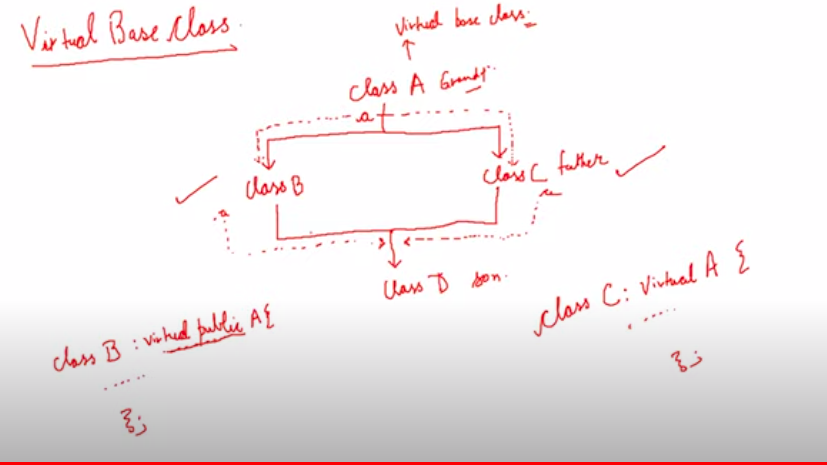 Virtual Base Class.
virtual base class.
class A Grandf.
a
class B
class C father
a
a
class D son.
class B : virtual public A{
......
};
class C : virtual A {
......
};